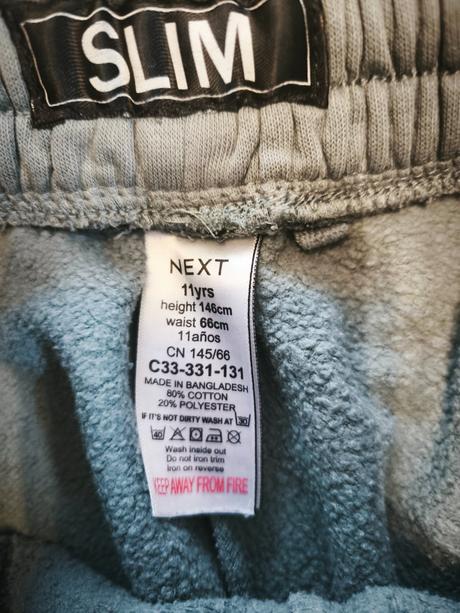 SLIM
NEXT
11yrs
height 146cm
waist 66cm
11años
CN 145/66
C33-331-131
MADE IN BANGLADESH
80% COTTON
20% POLYESTER
IF IT'S NOT DIRTY WASH AT 30
40
Wash inside out
Do not iron trim
Iron on reverse
KEEP AWAY FROM FIRE